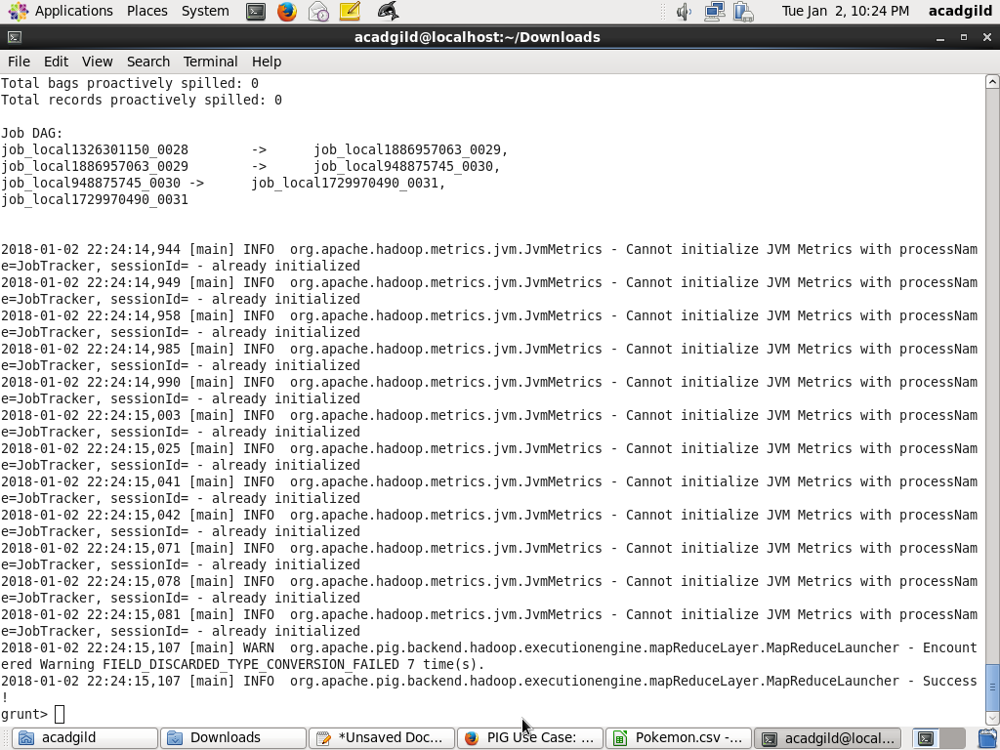 Applications Places System Tue Jan 2, 10:24 PM acadgild
acadgild@localhost:~/Downloads
File Edit View Search Terminal Help
Total bags proactively spilled: 0
Total records proactively spilled: 0
Job DAG:
job_local1326301150_0028 -> job_local1886957063_0029,
job_local1886957063_0029 -> job_local948875745_0030,
job_local948875745_0030 -> job_local1729970490_0031,
job_local1729970490_0031
2018-01-02 22:24:14,944 [main] INFO org.apache.hadoop.metrics.jvm.JvmMetrics - Cannot initialize JVM Metrics with processNam
e=JobTracker, sessionId= - already initialized
2018-01-02 22:24:14,949 [main] INFO org.apache.hadoop.metrics.jvm.JvmMetrics - Cannot initialize JVM Metrics with processNam
e=JobTracker, sessionId= - already initialized
2018-01-02 22:24:14,958 [main] INFO org.apache.hadoop.metrics.jvm.JvmMetrics - Cannot initialize JVM Metrics with processNam
e=JobTracker, sessionId= - already initialized
2018-01-02 22:24:14,985 [main] INFO org.apache.hadoop.metrics.jvm.JvmMetrics - Cannot initialize JVM Metrics with processNam
e=JobTracker, sessionId= - already initialized
2018-01-02 22:24:14,990 [main] INFO org.apache.hadoop.metrics.jvm.JvmMetrics - Cannot initialize JVM Metrics with processNam
e=JobTracker, sessionId= - already initialized
2018-01-02 22:24:15,003 [main] INFO org.apache.hadoop.metrics.jvm.JvmMetrics - Cannot initialize JVM Metrics with processNam
e=JobTracker, sessionId= - already initialized
2018-01-02 22:24:15,025 [main] INFO org.apache.hadoop.metrics.jvm.JvmMetrics - Cannot initialize JVM Metrics with processNam
e=JobTracker, sessionId= - already initialized
2018-01-02 22:24:15,041 [main] INFO org.apache.hadoop.metrics.jvm.JvmMetrics - Cannot initialize JVM Metrics with processNam
e=JobTracker, sessionId= - already initialized
2018-01-02 22:24:15,042 [main] INFO org.apache.hadoop.metrics.jvm.JvmMetrics - Cannot initialize JVM Metrics with processNam
e=JobTracker, sessionId= - already initialized
2018-01-02 22:24:15,071 [main] INFO org.apache.hadoop.metrics.jvm.JvmMetrics - Cannot initialize JVM Metrics with processNam
e=JobTracker, sessionId= - already initialized
2018-01-02 22:24:15,078 [main] INFO org.apache.hadoop.metrics.jvm.JvmMetrics - Cannot initialize JVM Metrics with processNam
e=JobTracker, sessionId= - already initialized
2018-01-02 22:24:15,081 [main] INFO org.apache.hadoop.metrics.jvm.JvmMetrics - Cannot initialize JVM Metrics with processNam
e=JobTracker, sessionId= - already initialized
2018-01-02 22:24:15,107 [main] WARN org.apache.pig.backend.hadoop.executionengine.mapReduceLayer.MapReduceLauncher - Encount
ered Warning FIELD_DISCARDED_TYPE_CONVERSION_FAILED 7 time(s).
2018-01-02 22:24:15,107 [main] INFO org.apache.pig.backend.hadoop.executionengine.mapReduceLayer.MapReduceLauncher - Success
!
grunt>
acadgild Downloads *Unsaved Doc... PIG Use Case: ... Pokemon.csv -... acadgild@local...